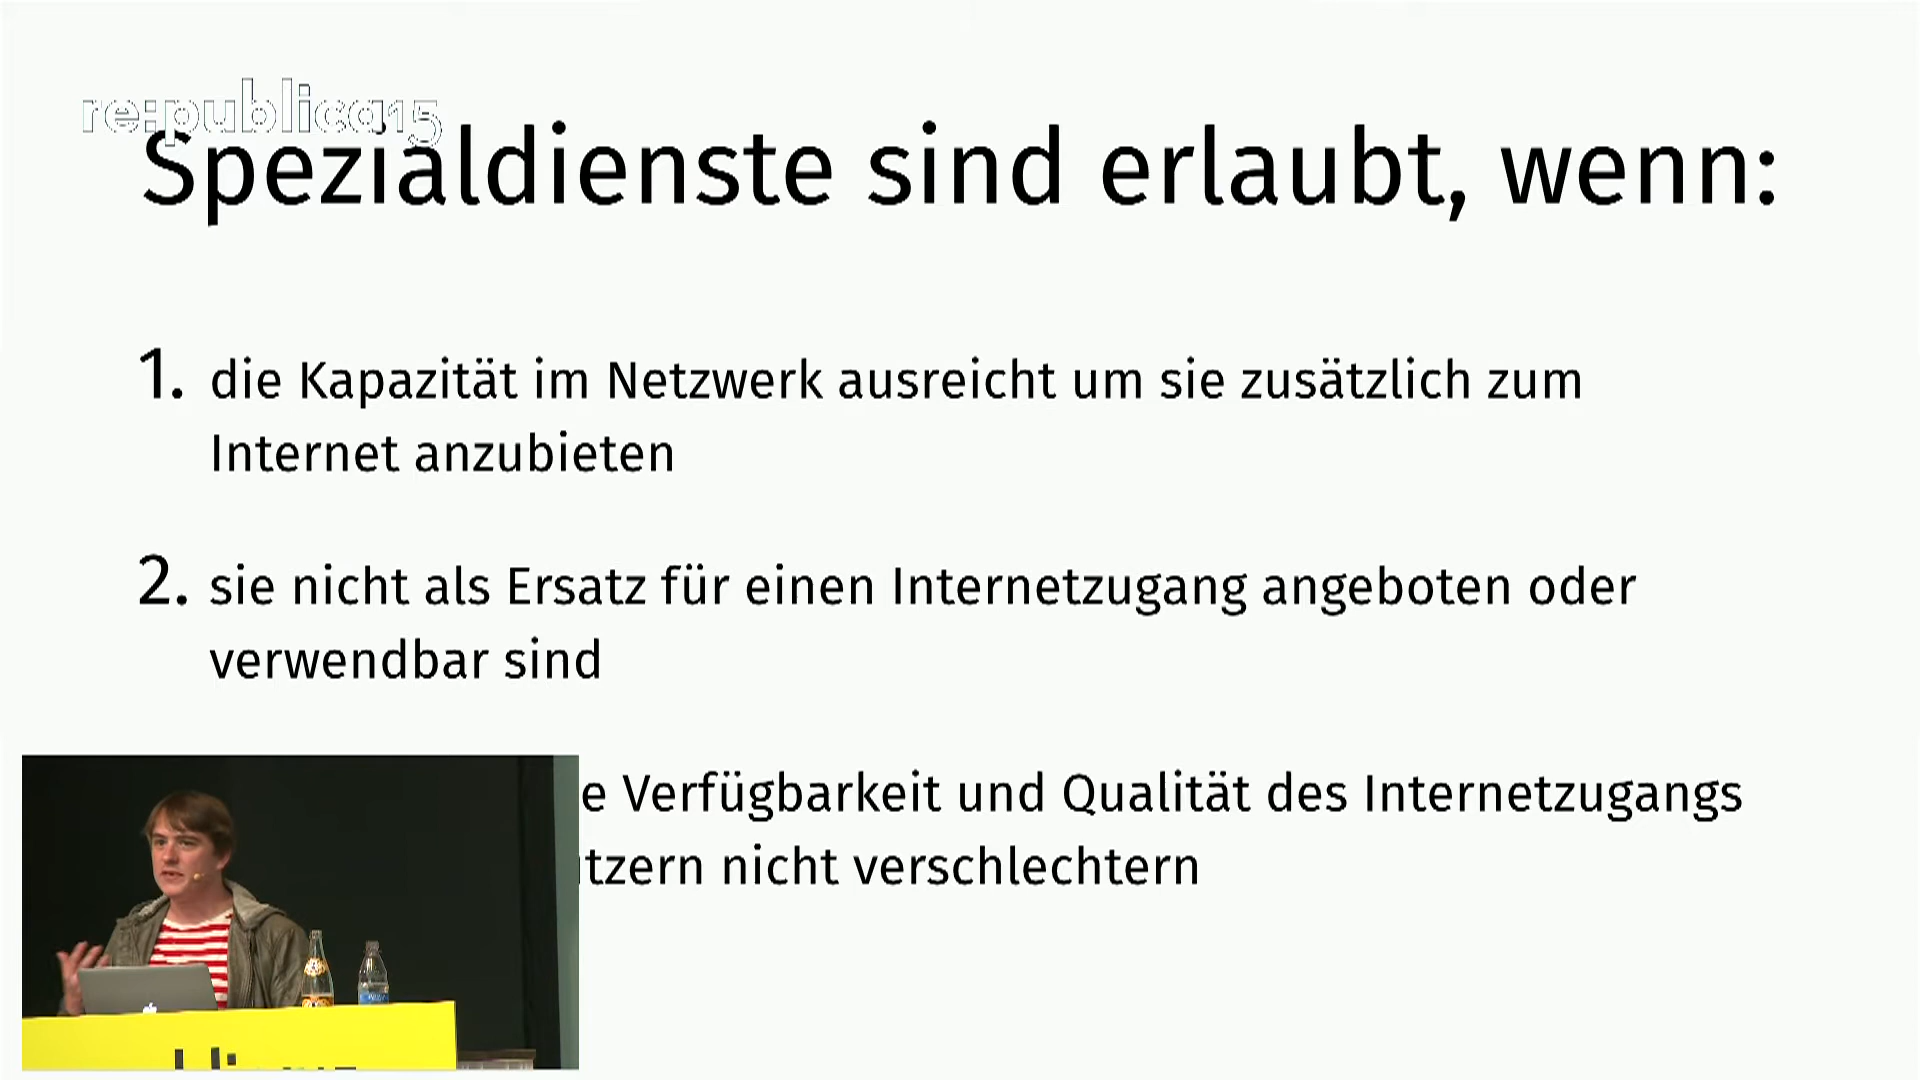 re:publica15
Spezialdienste sind erlaubt, wenn:
1. die Kapazität im Netzwerk ausreicht um sie zusätzlich zum
Internet anzubieten
2. sie nicht als Ersatz für einen Internetzugang angeboten oder
verwendbar sind
Verfügbarkeit und Qualität des Internetzugangs
nicht verschlechtern